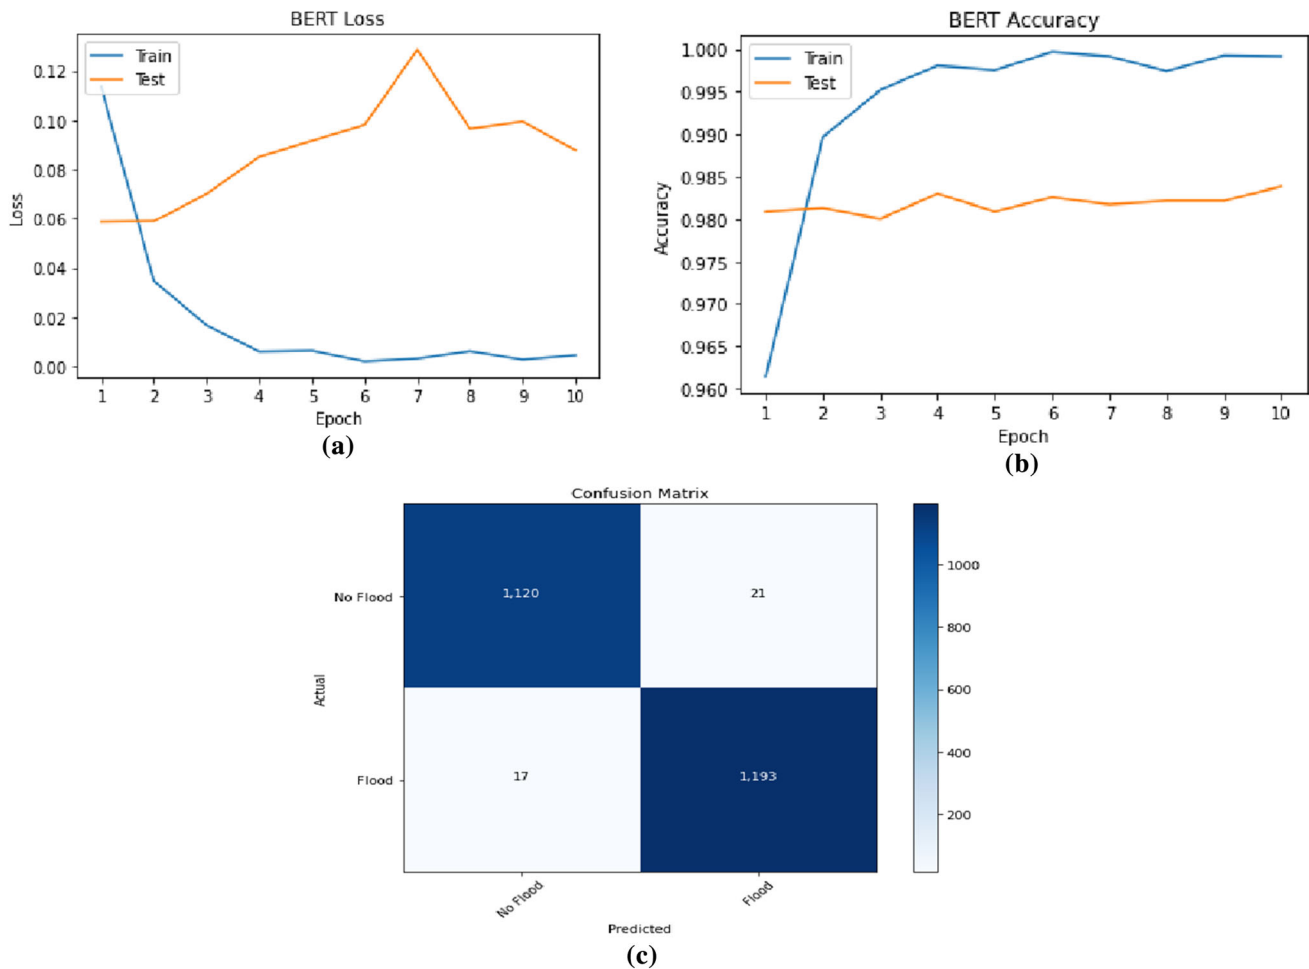 BERT Loss
Train
Test
0.12
0.10
0.08
0.06
0.04
0.02
0.00
Loss
1 2 3 4 5 6 7 8 9 10
Epoch
(a)
BERT Accuracy
Train
Test
1.000
0.995
0.990
0.985
0.980
0.975
0.970
0.965
0.960
Accuracy
1 2 3 4 5 6 7 8 9 10
Epoch
(b)
Confusion Matrix
No Flood 1,120 21
Flood 17 1,193
Actual
No Flood Flood
Predicted
1000
800
600
400
200
(c)